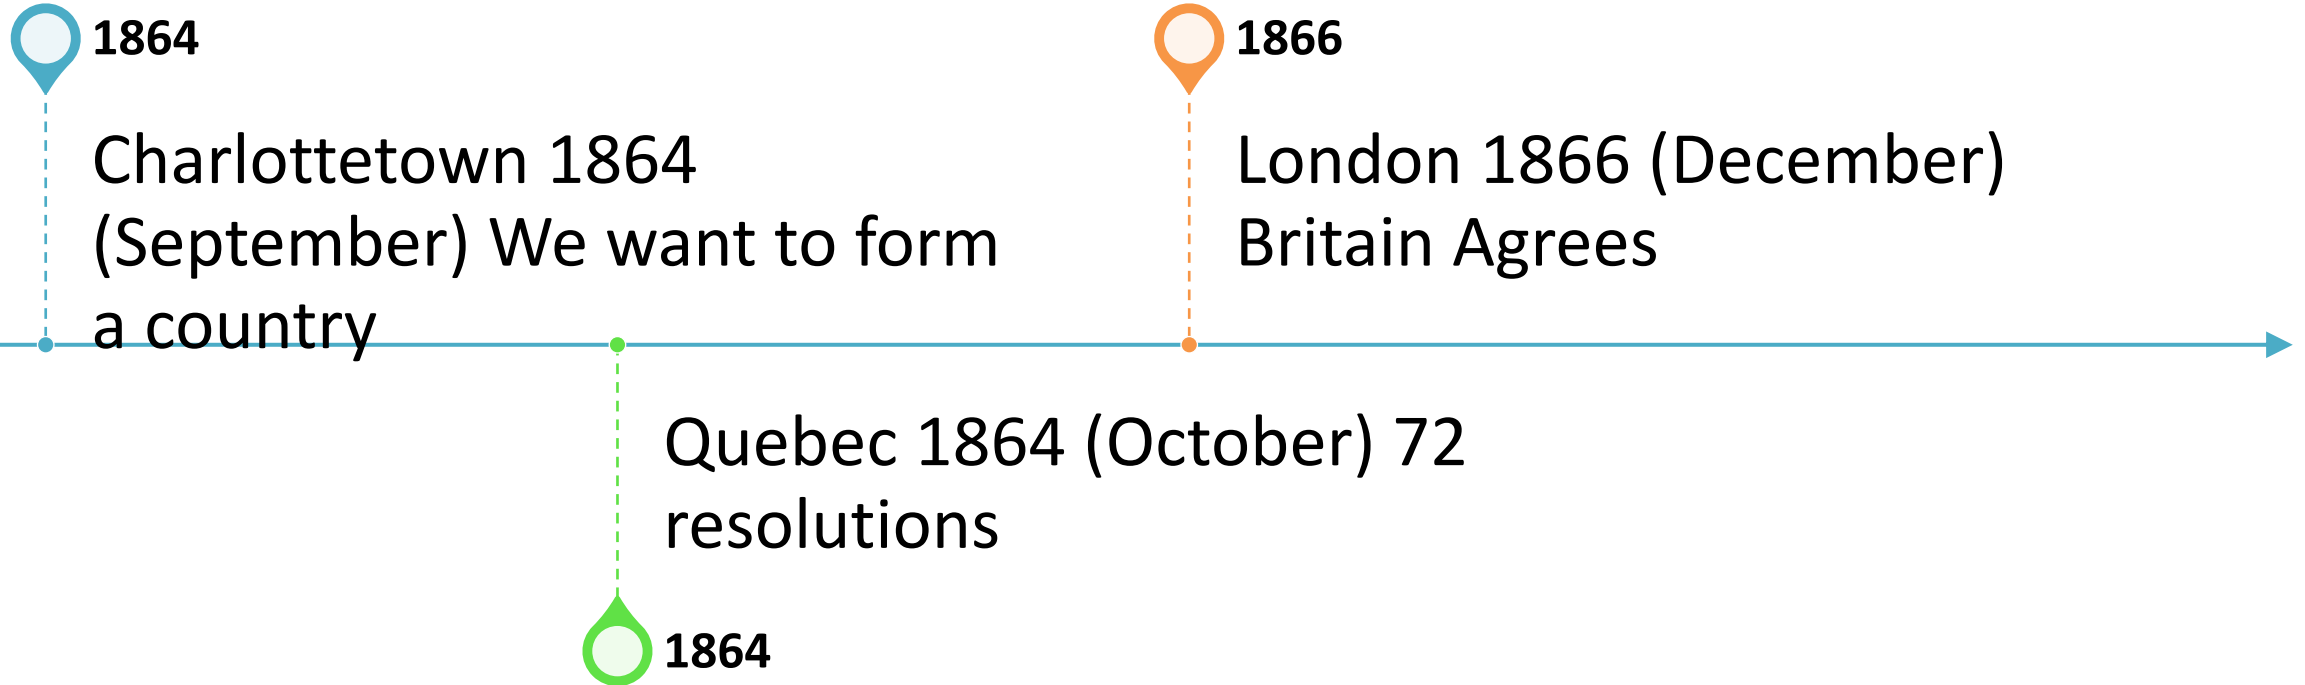 1864
Charlottetown 1864
(September) We want to form
a country
1866
London 1866 (December)
Britain Agrees
Quebec 1864 (October) 72
resolutions
1864